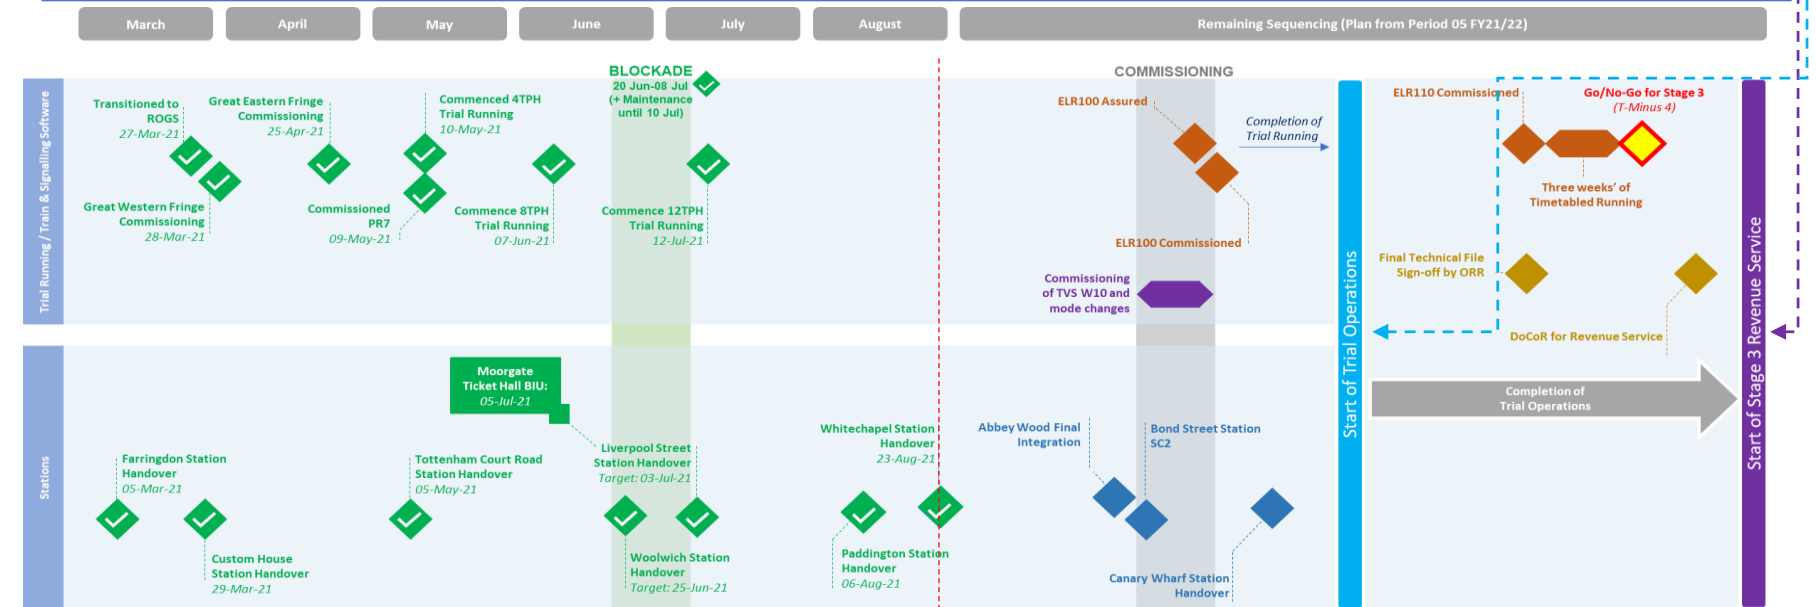 March
April
May
June
July
August
Remaining Sequencing (Plan from Period 05 FY21/22)
Trial Running / Train & Signalling Software
BLOCKADE
20 Jun-08 Jul
(+ Maintenance
until 10 Jul)
COMMISSIONING
Transitioned to
ROGS
27-Mar-21
Great Western Fringe
Commissioning
28-Mar-21
Great Eastern Fringe
Commissioning
25-Apr-21
Commenced 4TPH
Trial Running
10-May-21
Commissioned
PR7
09-May-21
Commence 8TPH
Trial Running
07-Jun-21
Commence 12TPH
Trial Running
12-Jul-21
ELR100 Assured
ELR100 Commissioned
Completion of
Trial Running
Commissioning
of TVS W10 and
mode changes
Start of Trial Operations
ELR110 Commissioned
Go/No-Go for Stage 3
(T-Minus 4)
Three weeks’ of
Timetabled Running
Final Technical File
Sign-off by ORR
DoCoR for Revenue Service
Completion of
Trial Operations
Start of Stage 3 Revenue Service
Stations
Moorgate
Ticket Hall BIU:
05-Jul-21
Farringdon Station
Handover
05-Mar-21
Custom House
Station Handover
29-Mar-21
Tottenham Court Road
Station Handover
05-May-21
Liverpool Street
Station Handover
Target: 03-Jul-21
Woolwich Station
Handover
Target: 25-Jun-21
Whitechapel Station
Handover
23-Aug-21
Paddington Station
Handover
06-Aug-21
Abbey Wood Final
Integration
Bond Street Station
SC2
Canary Wharf Station
Handover